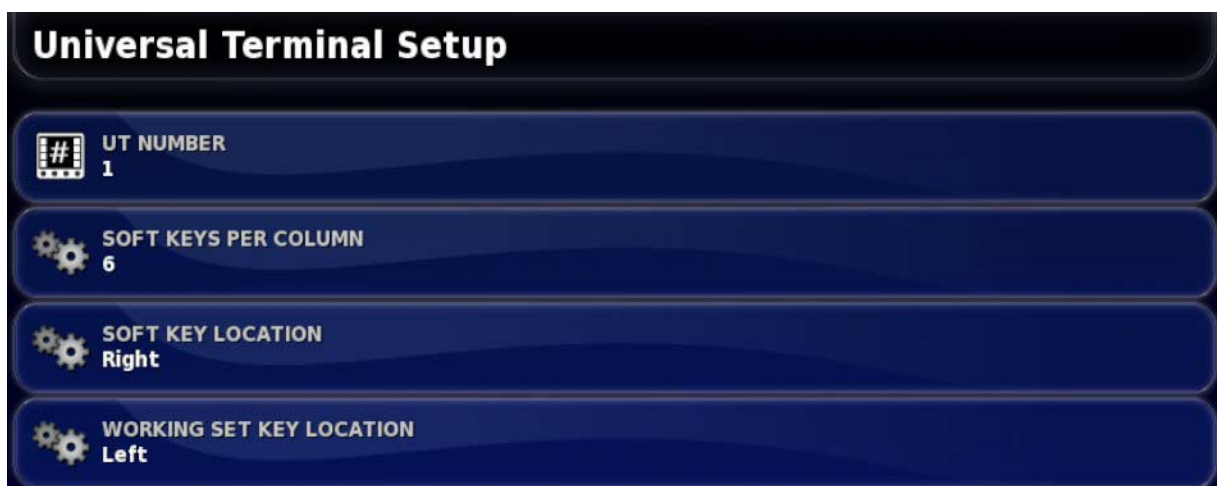 Universal Terminal Setup
#
UT NUMBER
1
SOFT KEYS PER COLUMN
6
SOFT KEY LOCATION
Right
WORKING SET KEY LOCATION
Left